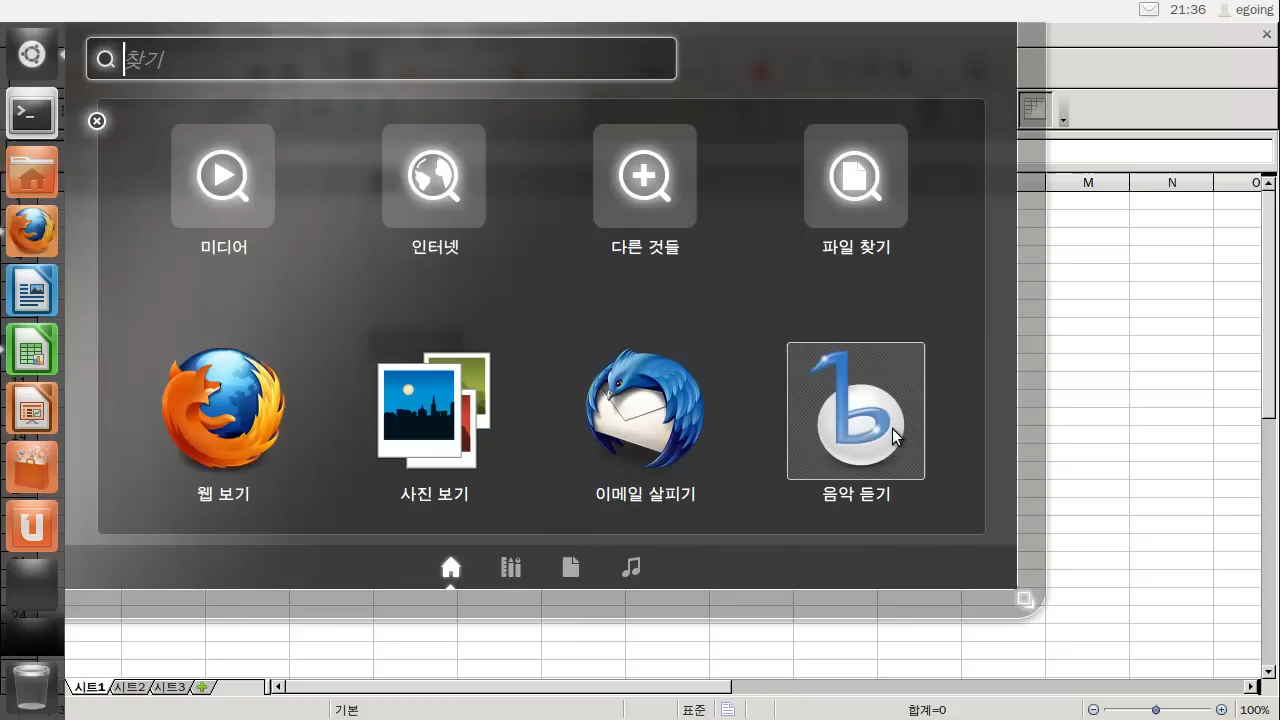 21:36 egoing
찾기
M N O
미디어 인터넷 다른 것들 파일 찾기
웹 보기 사진 보기 이메일 살피기 음악 듣기
24
시트1 시트2 시트3
기본 표준 합계=0 100%